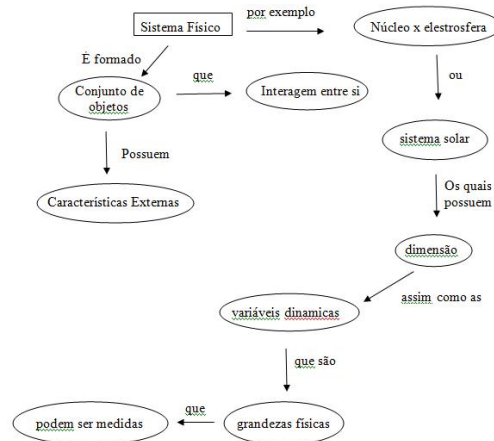 Sistema Físico
por exemplo
Núcleo x elestrosfera
É formado
que
ou
Conjunto de
objetos
Interagem entre si
sistema solar
Possuem
Os quais
possuem
Características Externas
dimensão
assim como as
variáveis dinamicas
que são
podem ser medidas
que
grandezas físicas